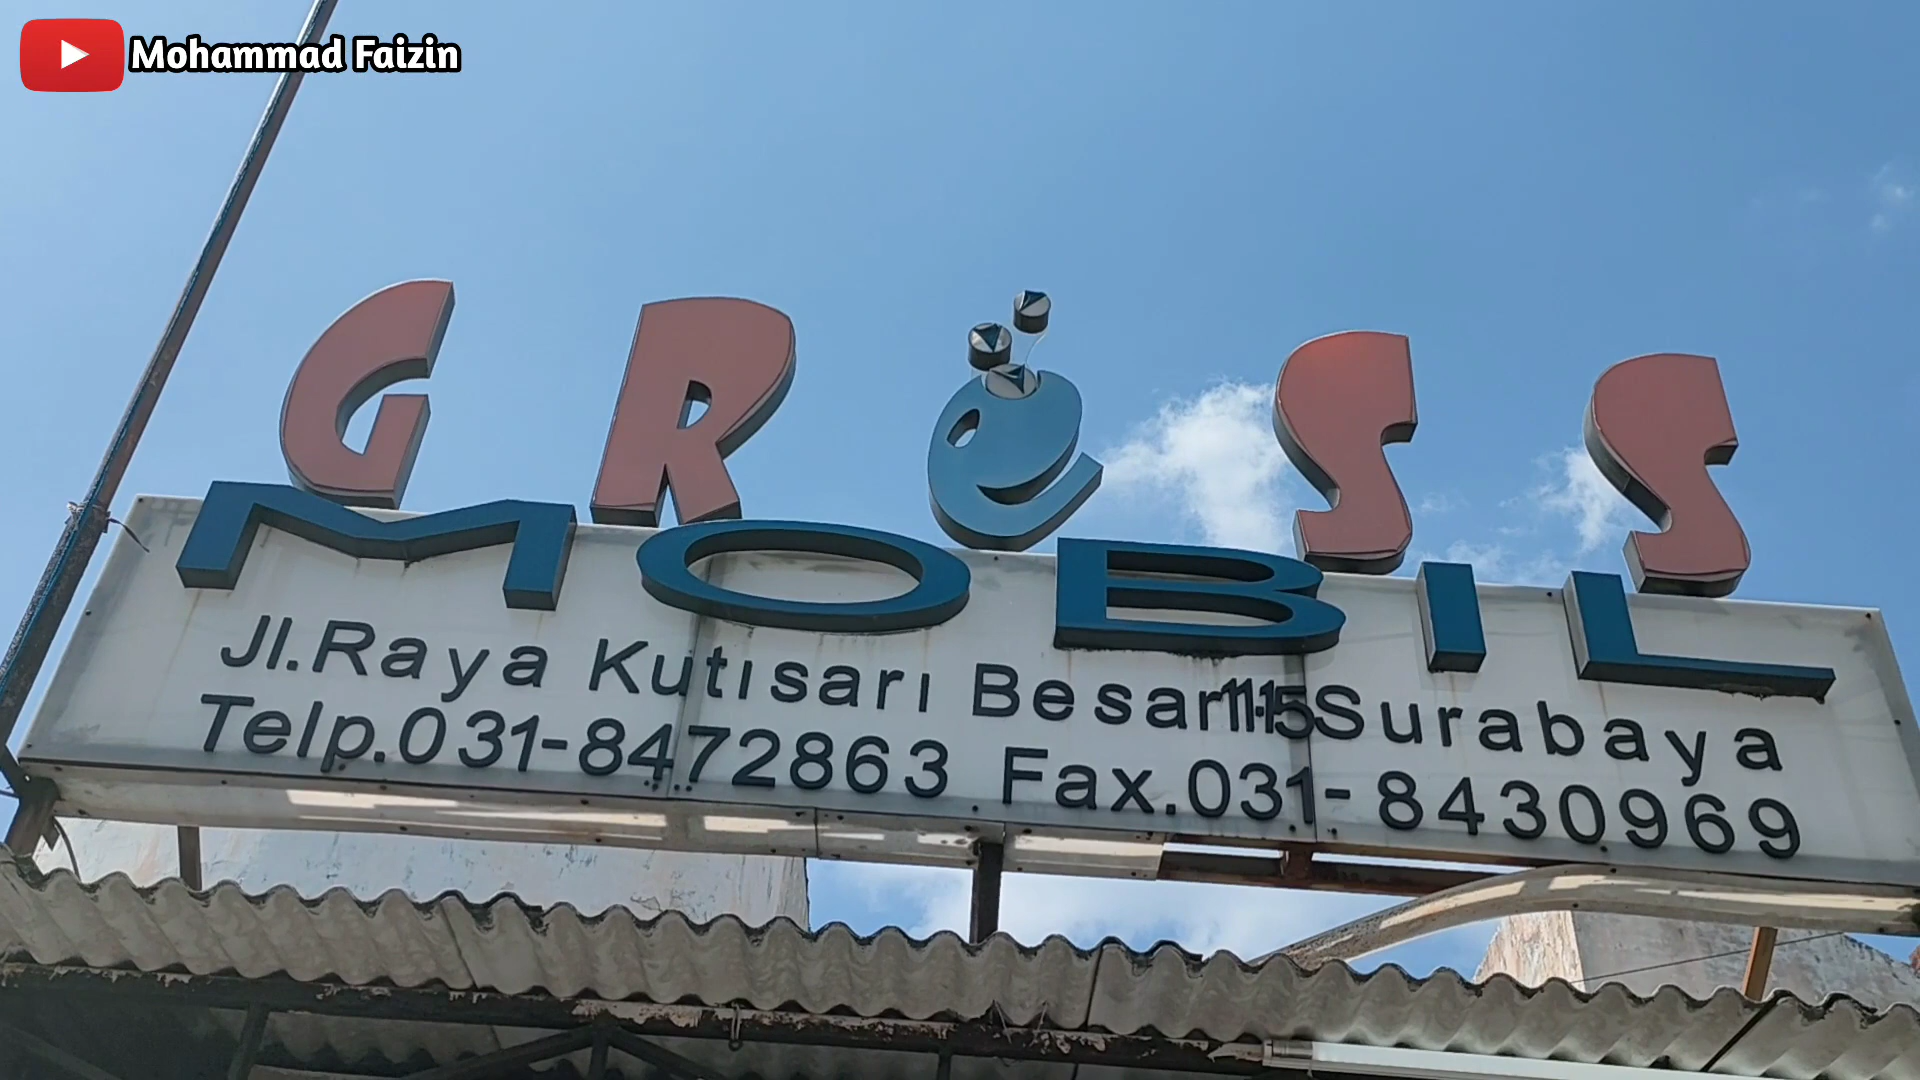 Mohammad Faizin
GReSS
MOBIL
Jl.Raya Kutisari Besar 115 Surabaya
Telp.031-8472863 Fax.031-8430969